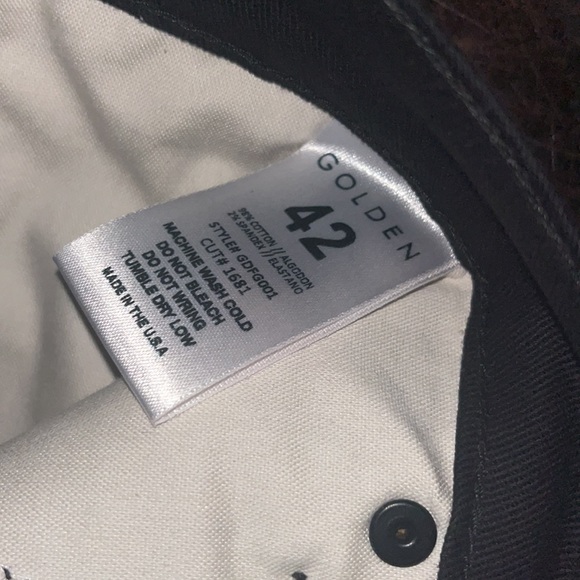 GOLDEN
42
98% COTTON // ALGODON
2% SPANDEX // ELASTANO
STYLE# GDFG001
CUT# 1681
MACHINE WASH COLD
DO NOT BLEACH
DO NOT WRING
TUMBLE DRY LOW
MADE IN THE U.S.A